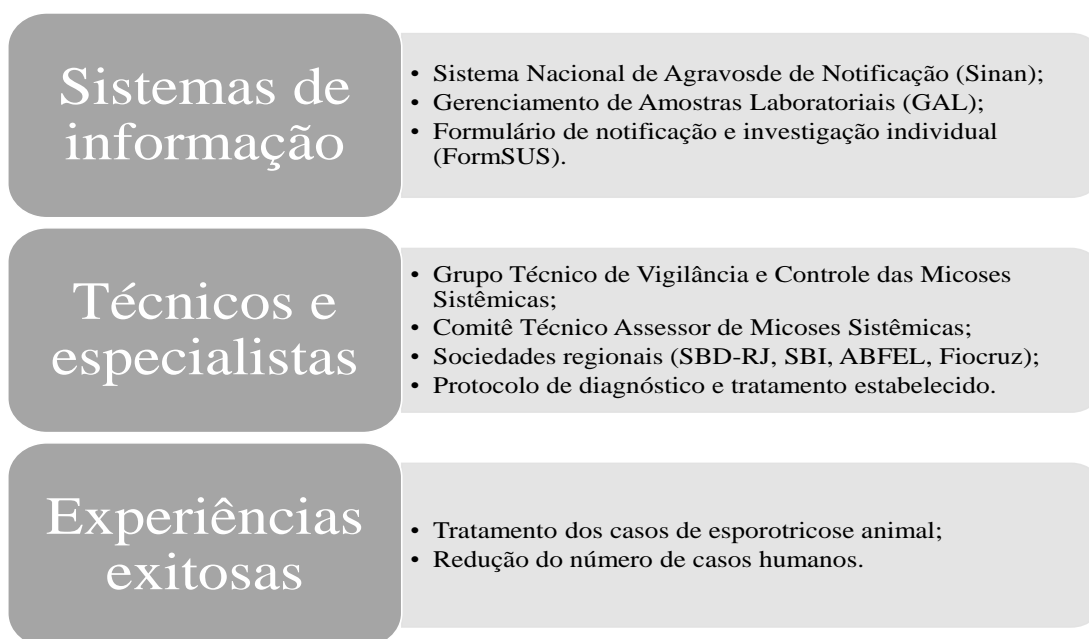 Sistemas de
informação
• Sistema Nacional de Agravosde de Notificação (Sinan);
• Gerenciamento de Amostras Laboratoriais (GAL);
• Formulário de notificação e investigação individual
(FormSUS).
Técnicos e
especialistas
• Grupo Técnico de Vigilância e Controle das Micoses
Sistêmicas;
• Comitê Técnico Assessor de Micoses Sistêmicas;
• Sociedades regionais (SBD-RJ, SBI, ABFEL, Fiocruz);
• Protocolo de diagnóstico e tratamento estabelecido.
Experiências
exitosas
• Tratamento dos casos de esporotricose animal;
• Redução do número de casos humanos.